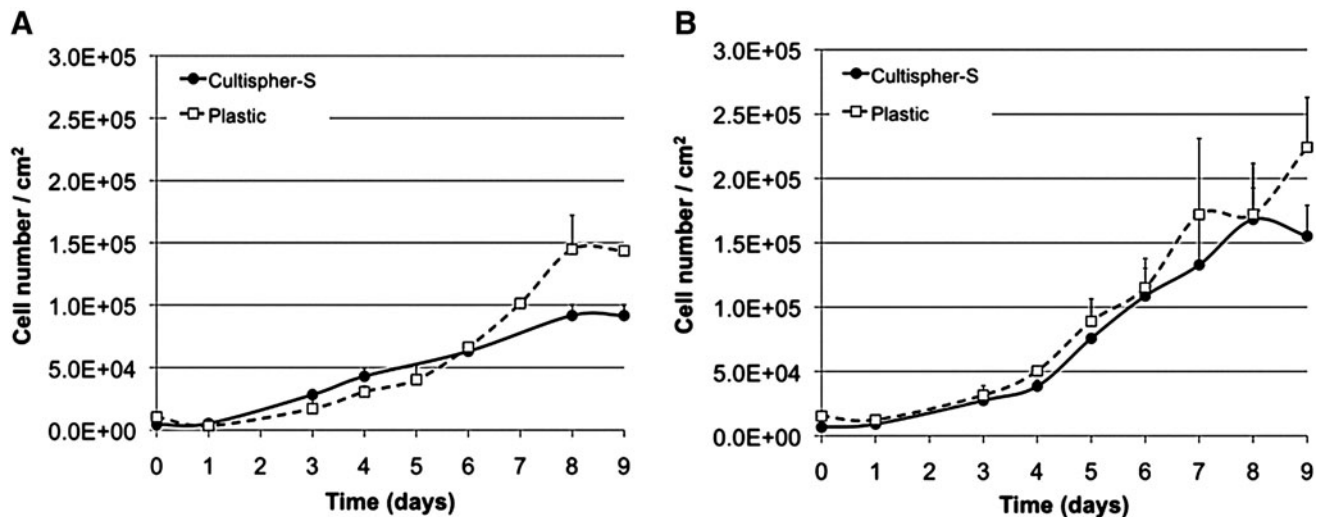 A
3.0E+05
2.5E+05
2.0E+05
1.5E+05
1.0E+05
5.0E+04
0.0E+00
Cell number / cm²
Cultispher-S
Plastic
0 1 2 3 4 5 6 7 8 9
Time (days)
B
3.0E+05
2.5E+05
2.0E+05
1.5E+05
1.0E+05
5.0E+04
0.0E+00
Cell number / cm²
Cultispher-S
Plastic
0 1 2 3 4 5 6 7 8 9
Time (days)